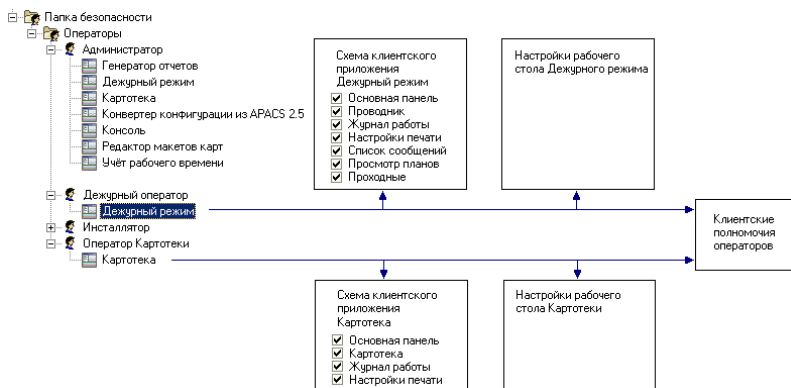 Папка безопасности
Операторы
Администратор
Генератор отчетов
Дежурный режим
Картотека
Конвертер конфигурации из APACS 2.5
Консоль
Редактор макетов карт
Учёт рабочего времени
Дежурный оператор
Дежурный режим
Инсталлятор
Оператор Картотеки
Картотека
Схема клиентского
приложения
Дежурный режим
Основная панель
Проводник
Журнал работы
Настройки печати
Список сообщений
Просмотр планов
Проходные
Настройки рабочего
стола Дежурного режима
Клиентские
полномочия
операторов
Схема клиентского
приложения
Картотека
Основная панель
Картотека
Журнал работы
Настройки печати
Настройки рабочего
стола Картотеки